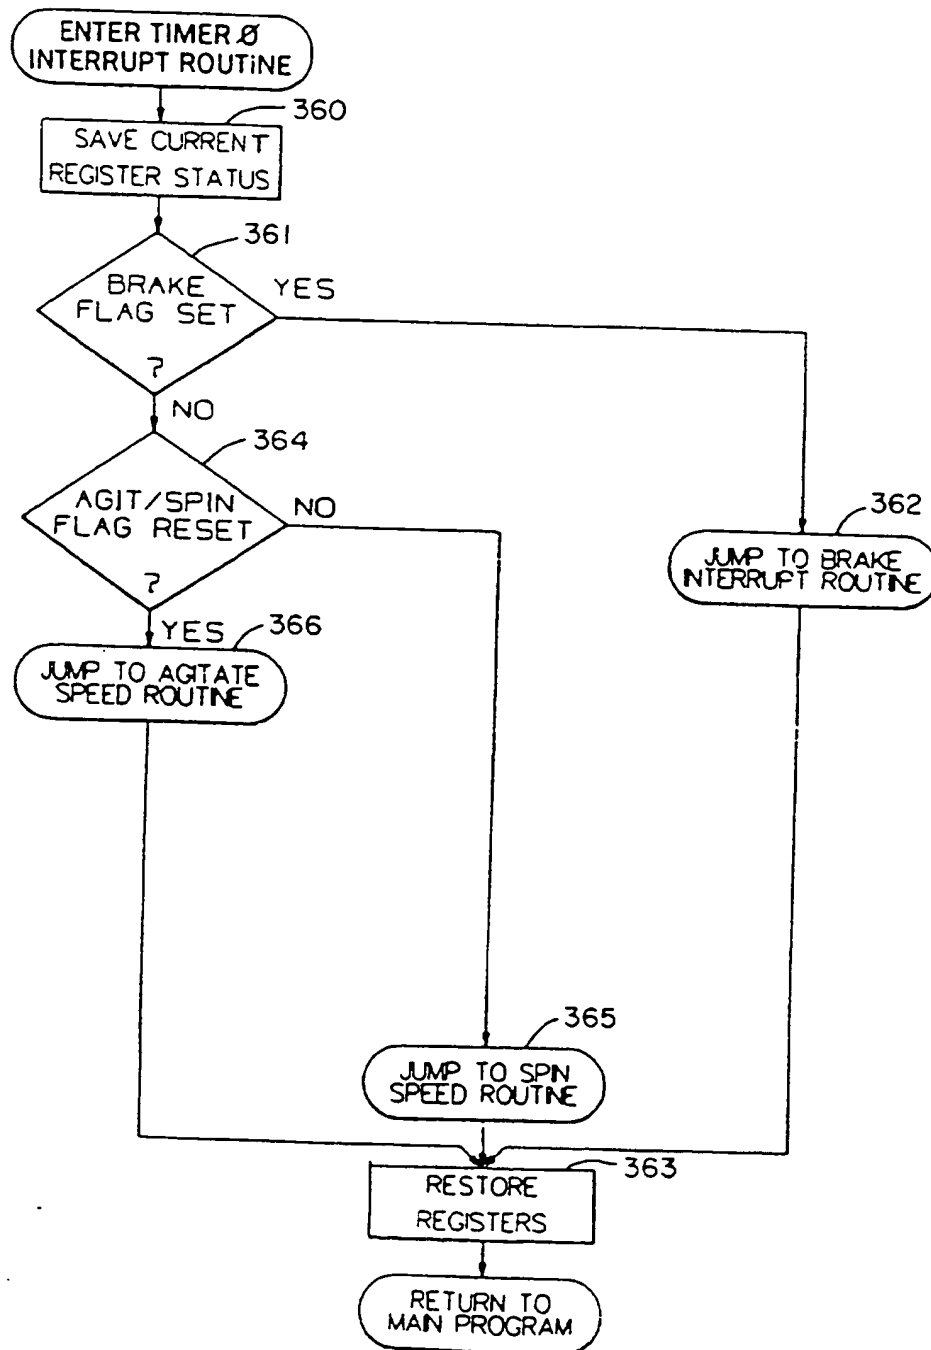 ENTER TIMER Ø
INTERRUPT ROUTINE
360
SAVE CURRENT
REGISTER STATUS
361
BRAKE
FLAG SET
?
YES
NO
364
AGIT/SPIN
FLAG RESET
?
NO
362
JUMP TO BRAKE
INTERRUPT ROUTINE
YES
366
JUMP TO AGITATE
SPEED ROUTINE
365
JUMP TO SPIN
SPEED ROUTINE
363
RESTORE
REGISTERS
RETURN TO
MAIN PROGRAM